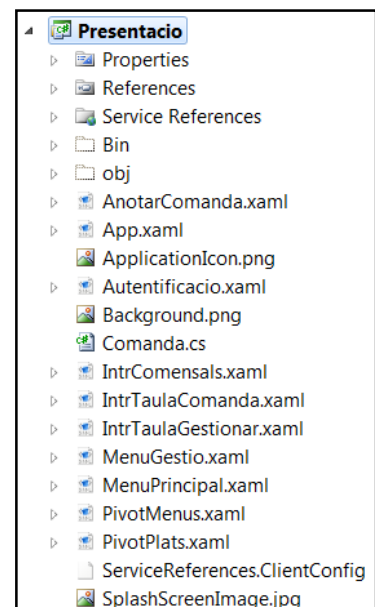 Presentacio
Properties
References
Service References
Bin
obj
AnotarComanda.xaml
App.xaml
ApplicationIcon.png
Autentificacio.xaml
Background.png
Comanda.cs
IntrComensals.xaml
IntrTaulaComanda.xaml
IntrTaulaGestionar.xaml
MenuGestio.xaml
MenuPrincipal.xaml
PivotMenus.xaml
PivotPlats.xaml
ServiceReferences.ClientConfig
SplashScreenImage.jpg